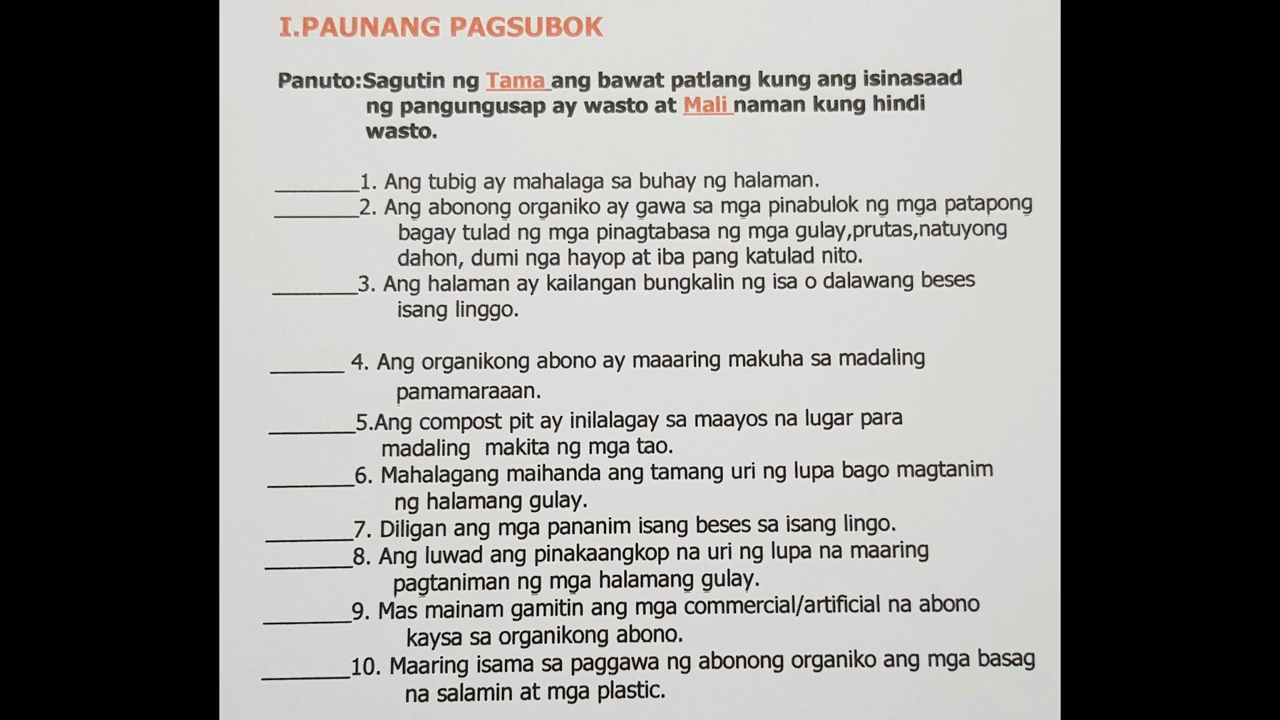 I.PAUNANG PAGSUBOK
Panuto:Sagutin ng Tama ang bawat patlang kung ang isinasaad
ng pangungusap ay wasto at Mali naman kung hindi
wasto.
________1. Ang tubig ay mahalaga sa buhay ng halaman.
________2. Ang abonong organiko ay gawa sa mga pinabulok ng mga patapong
bagay tulad ng mga pinagtabasa ng mga gulay,prutas,natuyong
dahon, dumi nga hayop at iba pang katulad nito.
________3. Ang halaman ay kailangan bungkalin ng isa o dalawang beses
isang linggo.
_______ 4. Ang organikong abono ay maaaring makuha sa madaling
pamamaraaan.
________5.Ang compost pit ay inilalagay sa maayos na lugar para
madaling  makita ng mga tao.
________6. Mahalagang maihanda ang tamang uri ng lupa bago magtanim
ng halamang gulay.
________7. Diligan ang mga pananim isang beses sa isang lingo.
________8. Ang luwad ang pinakaangkop na uri ng lupa na maaring
pagtaniman ng mga halamang gulay.
________9. Mas mainam gamitin ang mga commercial/artificial na abono
kaysa sa organikong abono.
________10. Maaring isama sa paggawa ng abonong organiko ang mga basag
na salamin at mga plastic.